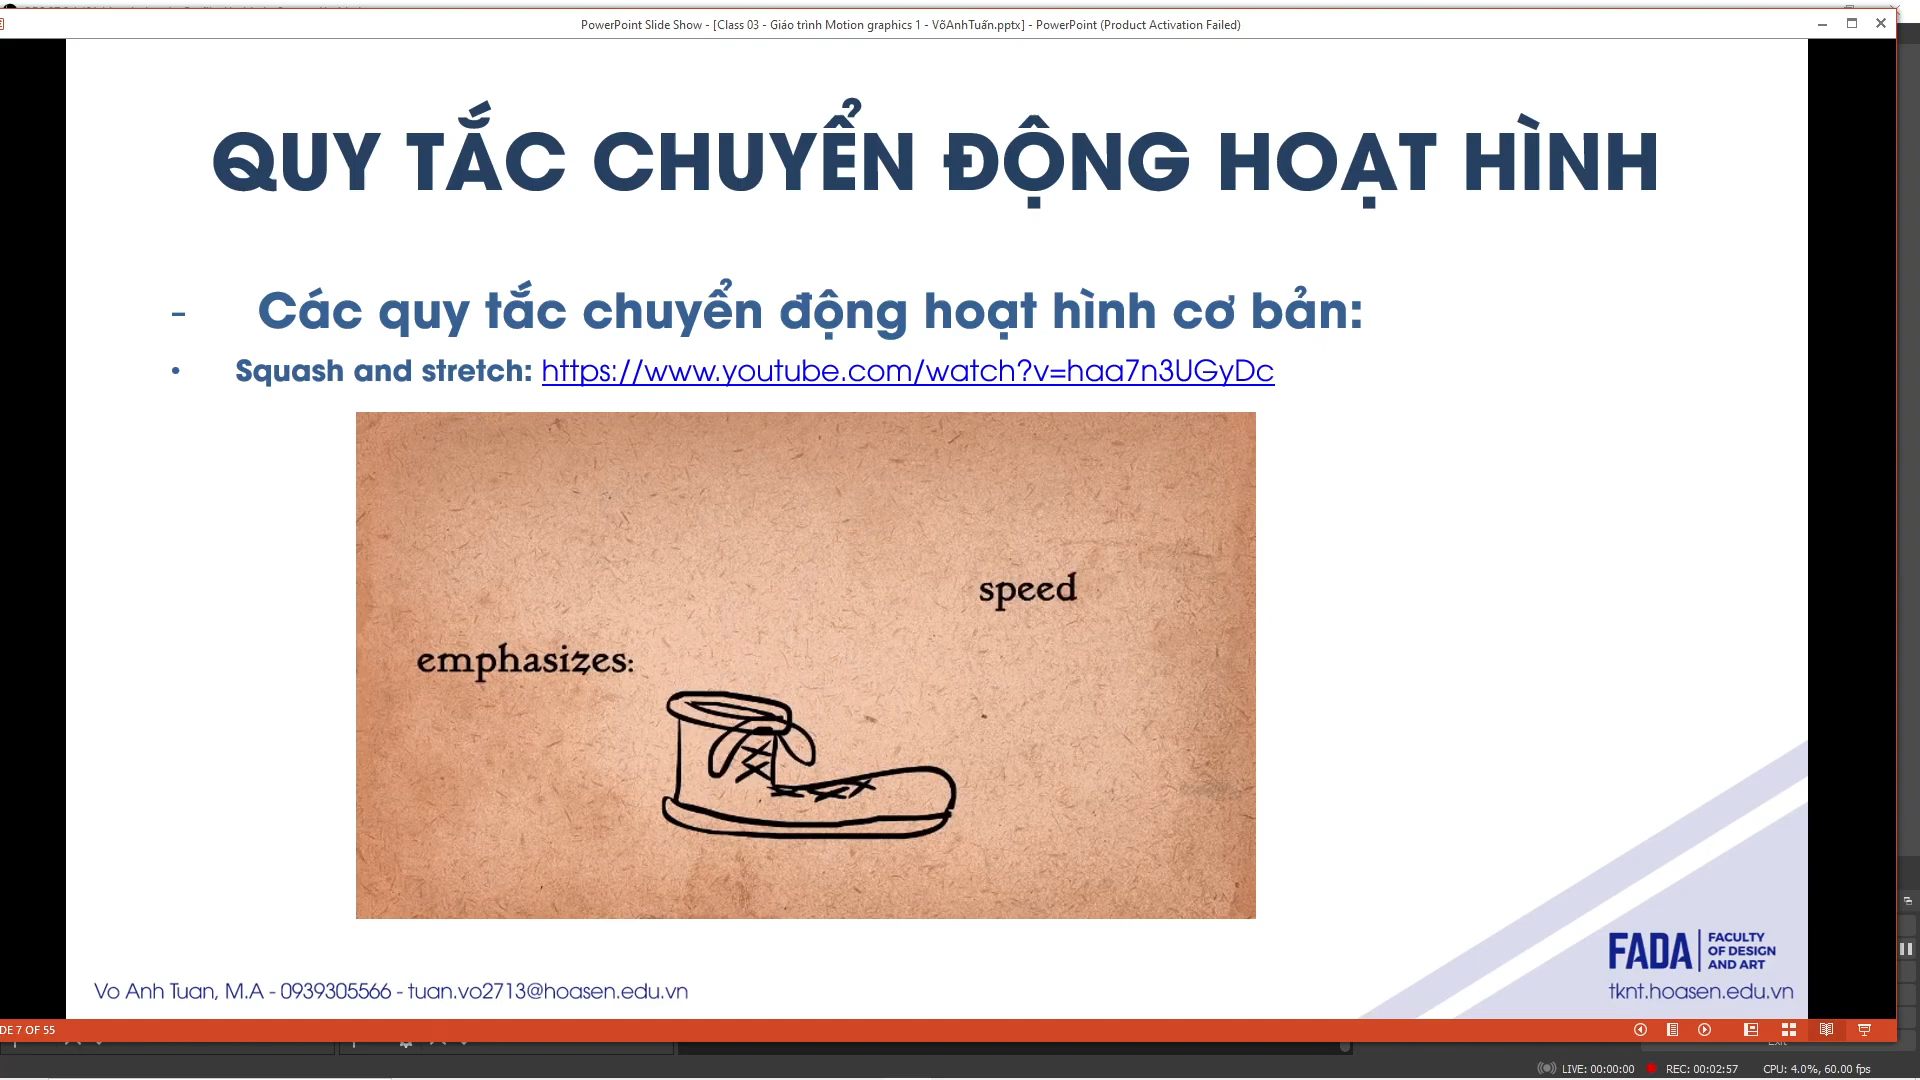 PowerPoint Slide Show - [Class 03 - Giáo trình Motion graphics 1 - VõAnhTuấn.pptx] - PowerPoint (Product Activation Failed)
QUY TẮC CHUYỂN ĐỘNG HOẠT HÌNH
- Các quy tắc chuyển động hoạt hình cơ bản:
• Squash and stretch: https://www.youtube.com/watch?v=haa7n3UGyDc
speed
emphasizes:
FADA FACULTY
OF DESIGN
AND ART
Vo Anh Tuan, M.A - 0939305566 - tuan.vo2713@hoasen.edu.vn
tknt.hoasen.edu.vn
DE 7 OF 55
LIVE: 00:00:00 REC: 00:02:57 CPU: 4.0%, 60.00 fps